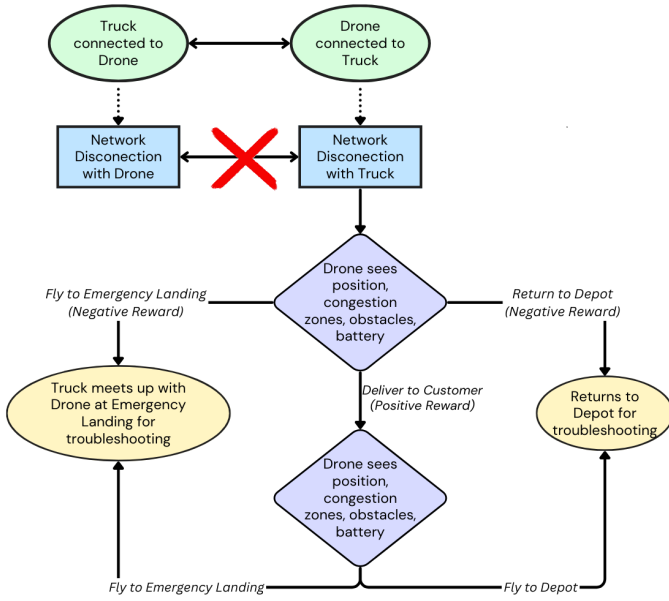 Truck
connected to
Drone
Drone
connected to
Truck
Network
Disconection
with Drone
Network
Disconection
with Truck
Drone sees
position,
congestion
zones, obstacles,
battery
Fly to Emergency Landing
(Negative Reward)
Return to Depot
(Negative Reward)
Truck meets up with
Drone at Emergency
Landing for
troubleshooting
Deliver to Customer
(Positive Reward)
Returns to
Depot for
troubleshooting
Drone sees
position,
congestion
zones, obstacles,
battery
Fly to Emergency Landing
Fly to Depot